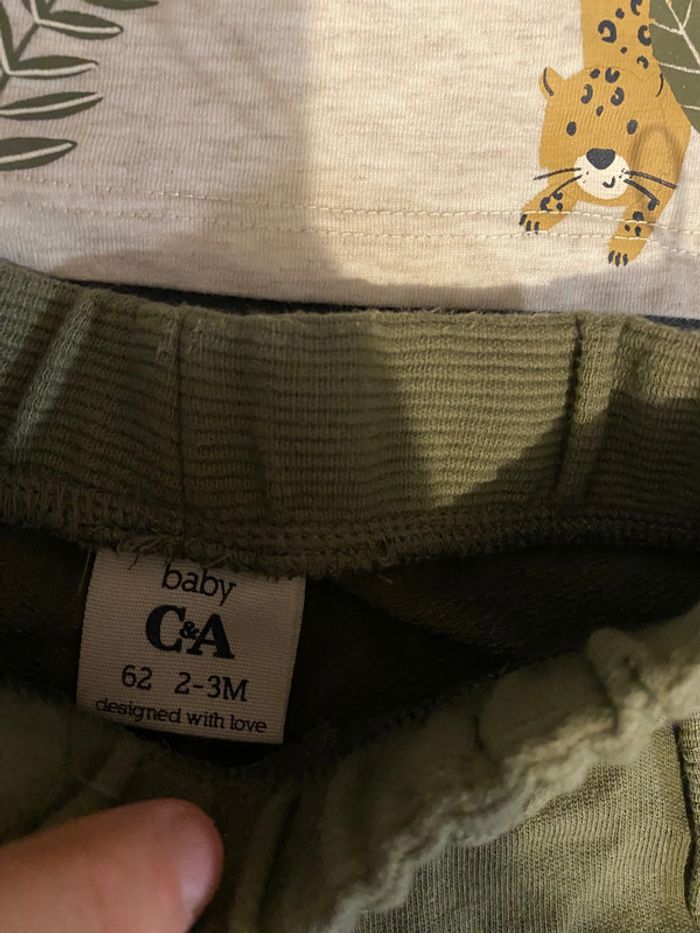 baby
C&A
62 2-3M
designed with love